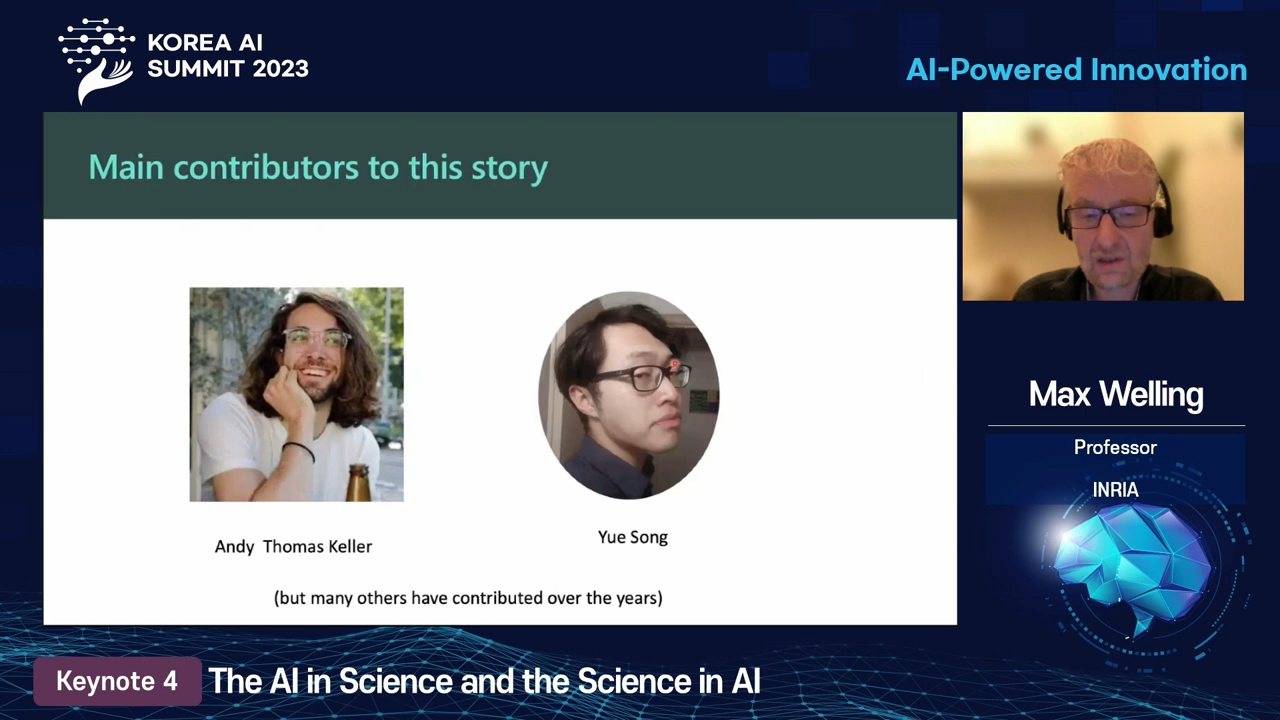 KOREA AI
SUMMIT 2023
AI-Powered Innovation
Main contributors to this story
Andy  Thomas Keller
Yue Song
(but many others have contributed over the years)
Max Welling
Professor
INRIA
Keynote 4
The AI in Science and the Science in AI